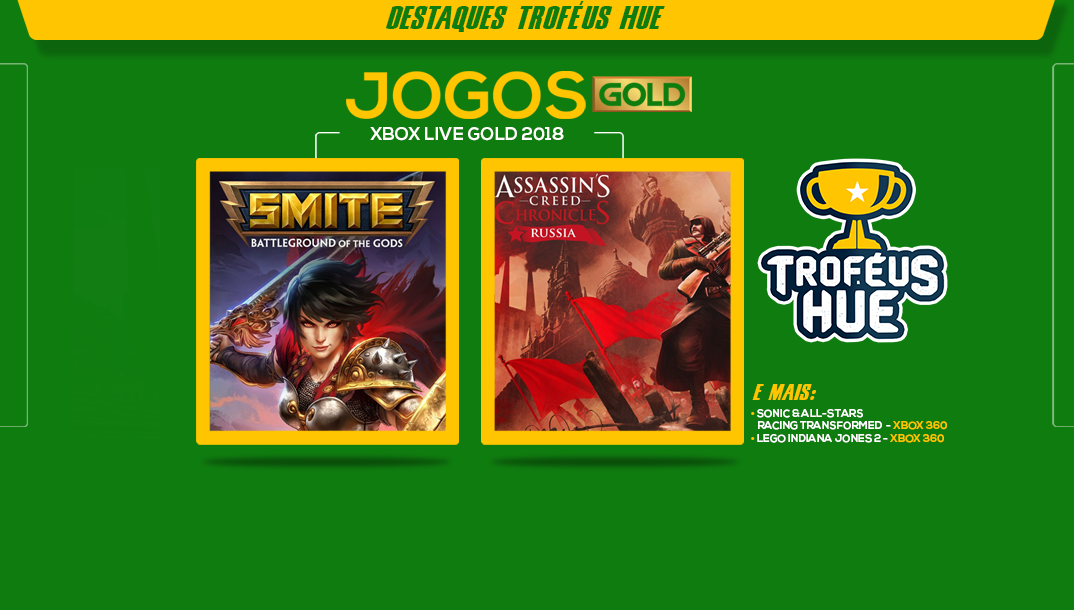 DESTAQUES TROFÉUS HUE
JOGOS GOLD
XBOX LIVE GOLD 2018
SMITE
BATTLEGROUND OF THE GODS
ASSASSIN'S
CREED
CHRONICLES
RUSSIA
TROFÉUS
HUE
E MAIS:
• SONIC & ALL-STARS
RACING TRANSFORMED - XBOX 360
• LEGO INDIANA JONES 2 - XBOX 360